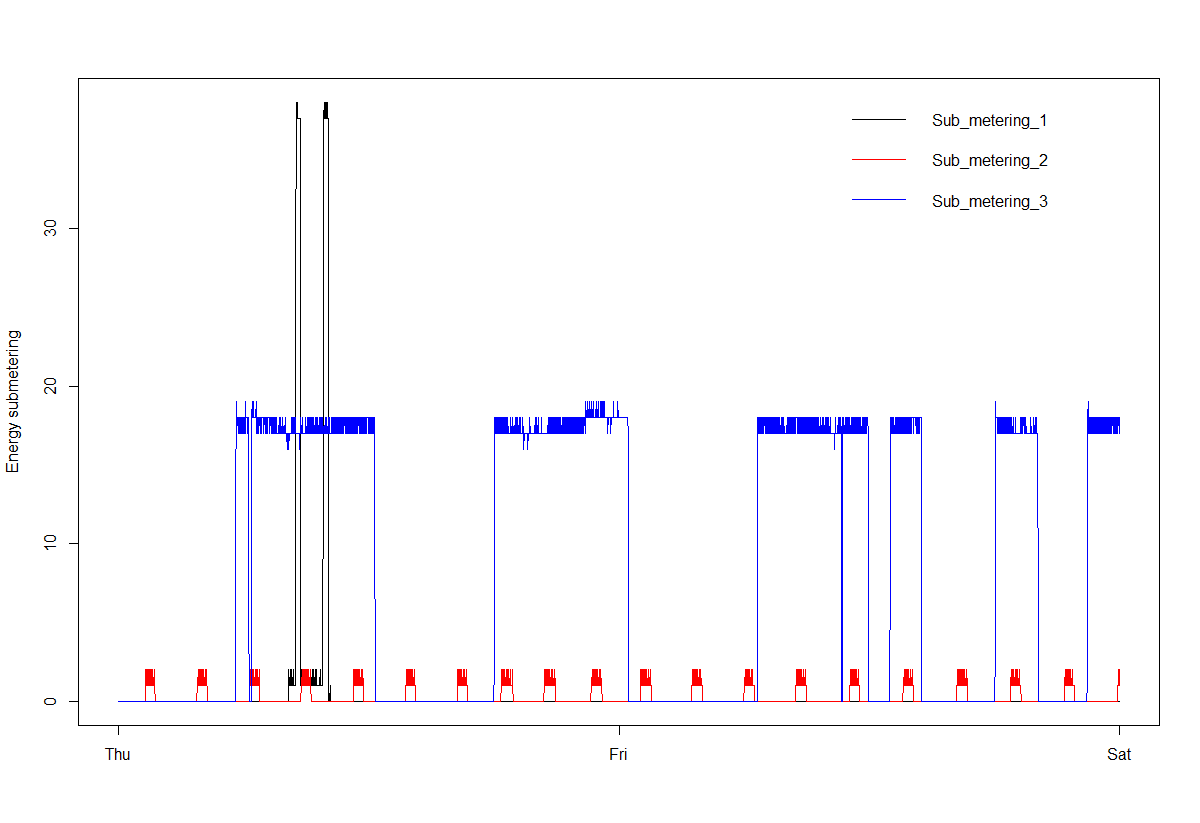 Sub_metering_1
Sub_metering_2
Sub_metering_3
Energy submetering
30
20
10
0
Thu
Fri
Sat